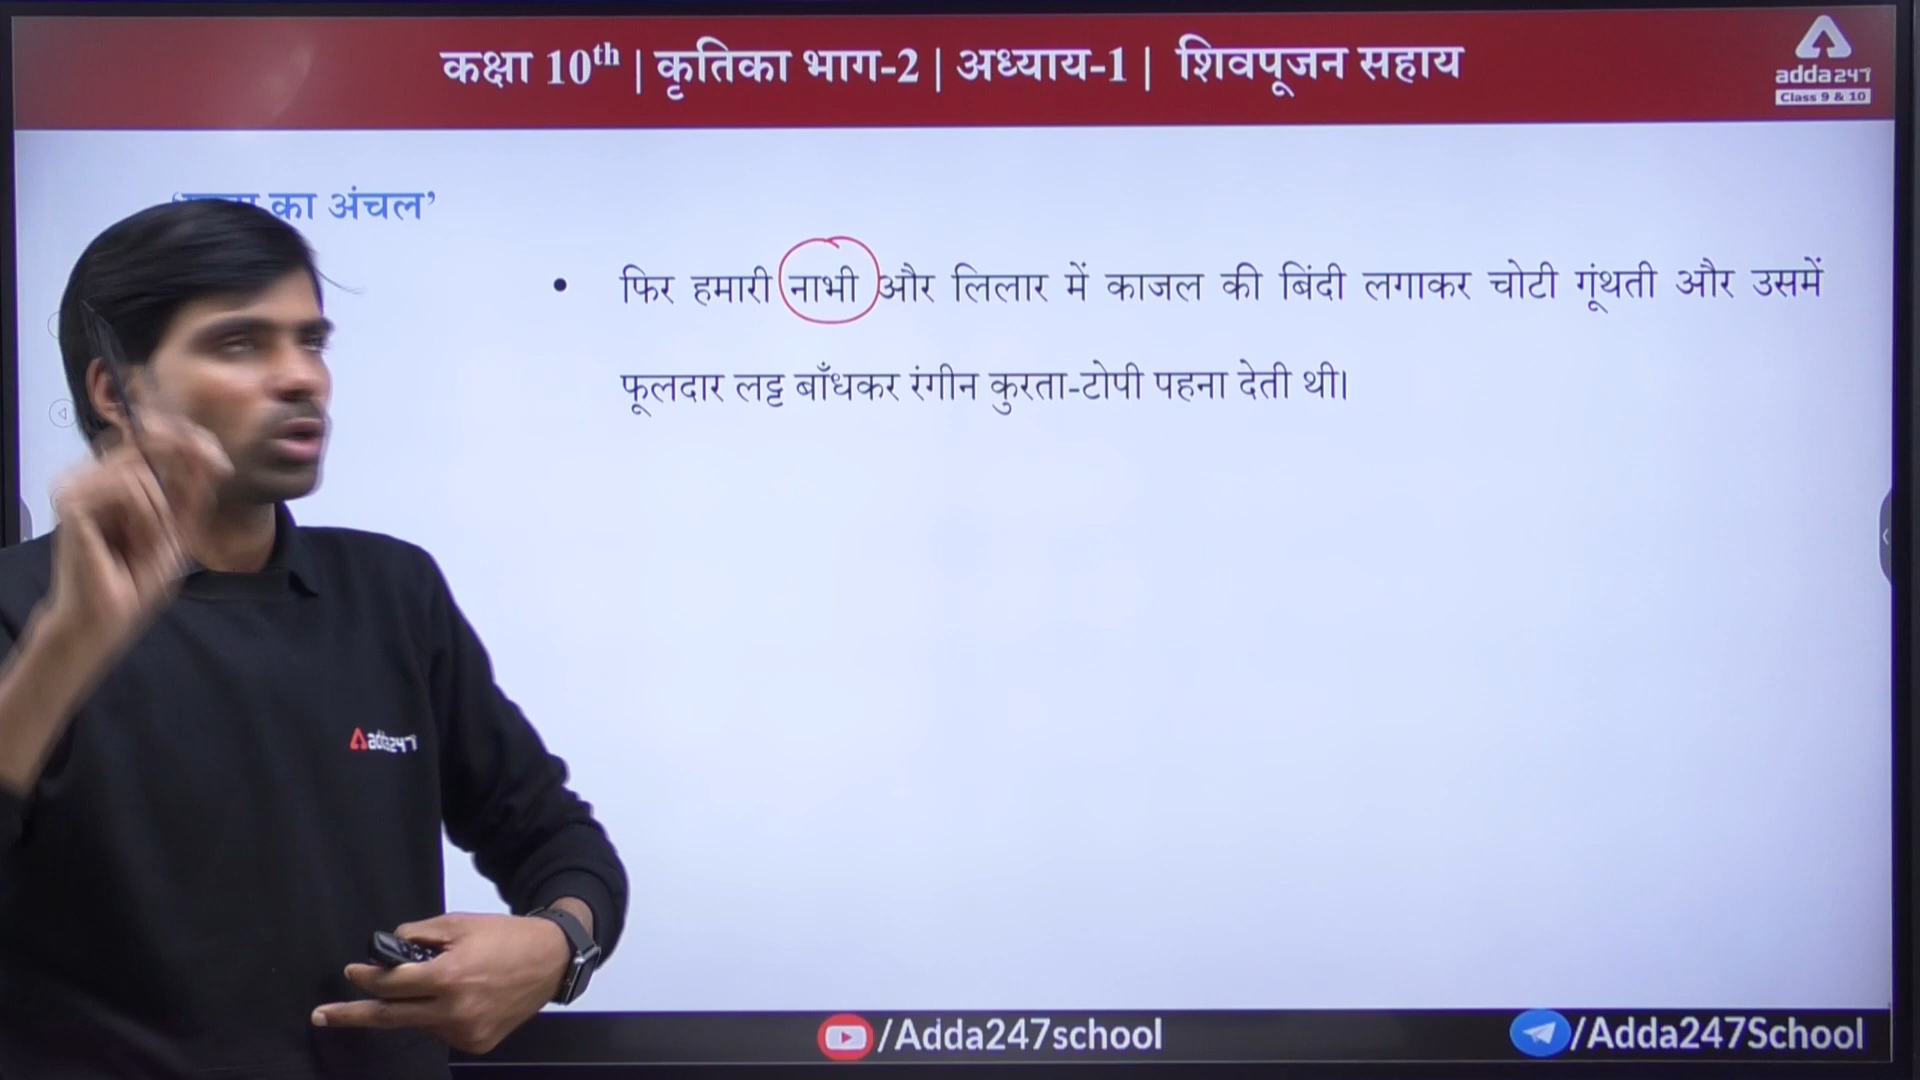 कक्षा 10th | कृतिका भाग-2 | अध्याय-1 | शिवपूजन सहाय
adda247
Class 9 & 10
का अंचल’
• फिर हमारी नाभी और लिलार में काजल की बिंदी लगाकर चोटी गूंथती और उसमें
फूलदार लट्टू बाँधकर रंगीन कुरता-टोपी पहना देती थी।
adda247
/Adda247school
/Adda247School